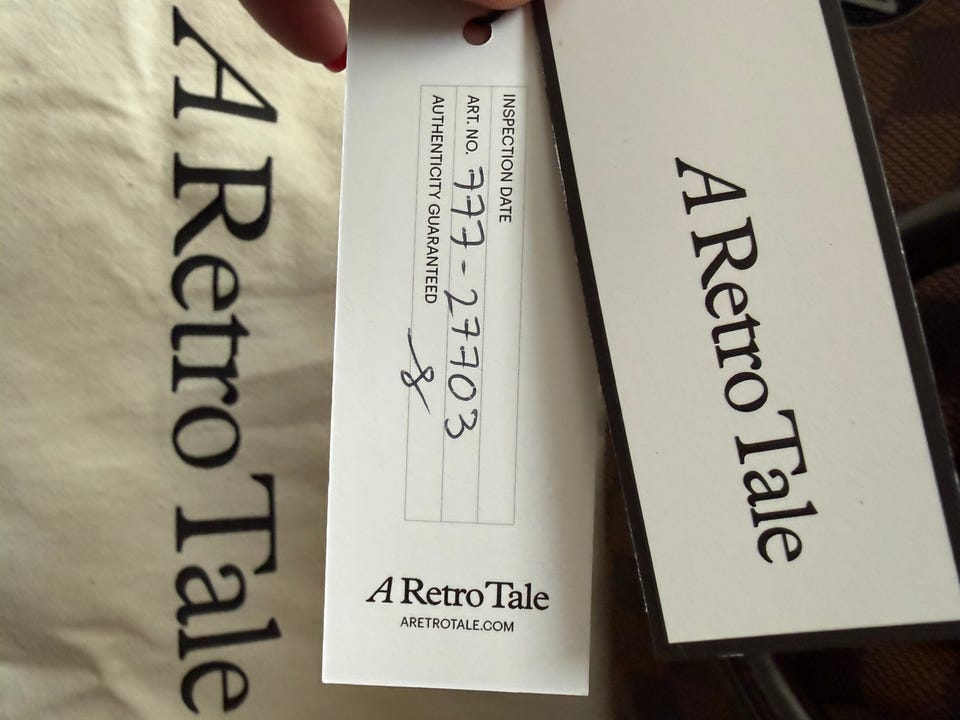 A Retro Tale
INSPECTION DATE
ART. NO. 777-27703
AUTHENTICITY GUARANTEED
A Retro Tale
ARETROTALE.COM
A Retro Tale